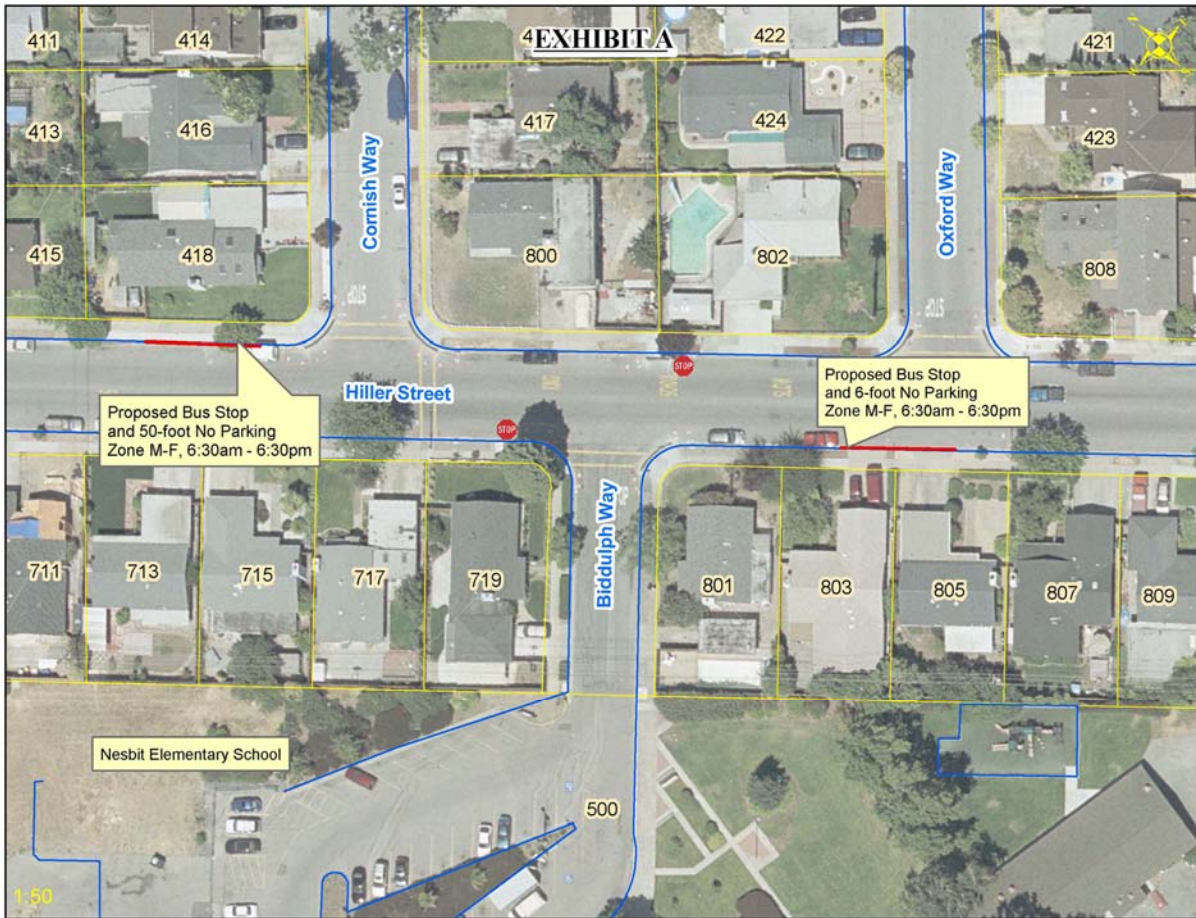 EXHIBIT A
411
414
4
422
421
413
416
417
424
423
Cornish Way
Oxford Way
415
418
800
802
808
STOP
STOP
STOP
Hiller Street
Proposed Bus Stop
and 50-foot No Parking
Zone M-F, 6:30am - 6:30pm
Proposed Bus Stop
and 6-foot No Parking
Zone M-F, 6:30am - 6:30pm
STOP
Biddulph Way
711
713
715
717
719
801
803
805
807
809
Nesbit Elementary School
500
1:50